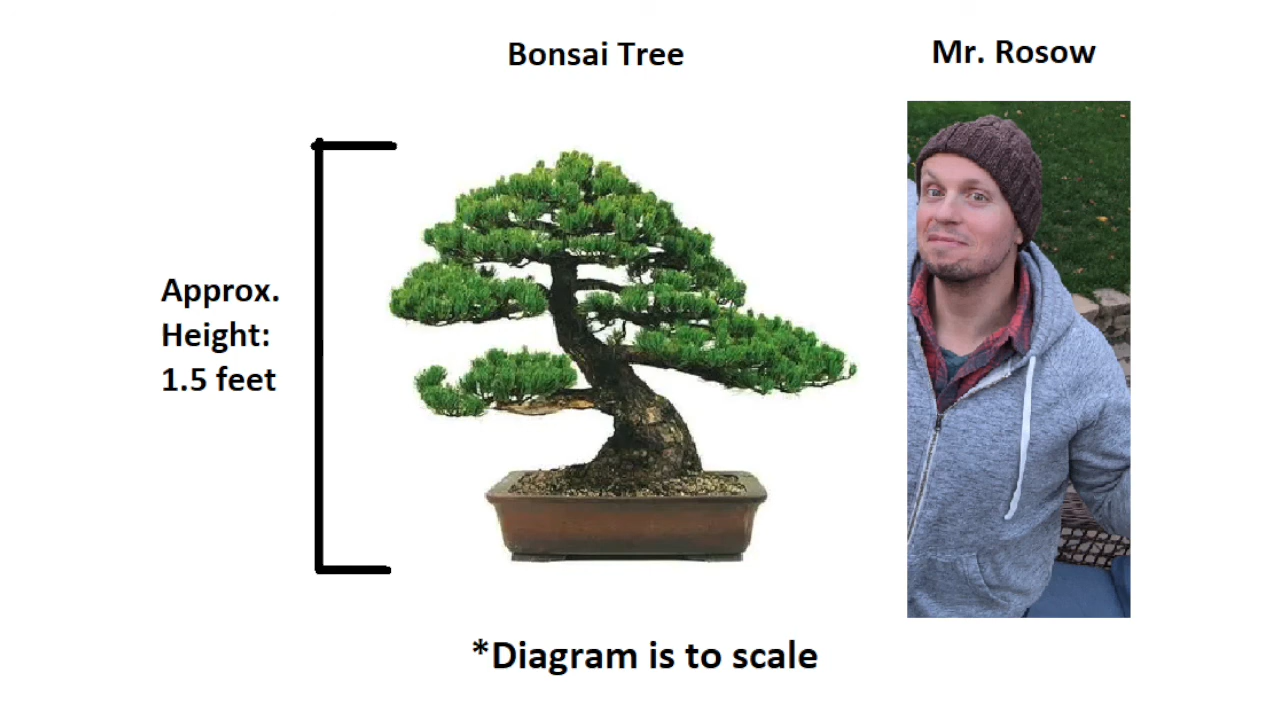 Bonsai Tree
Mr. Rosow
Approx.
Height:
1.5 feet
*Diagram is to scale